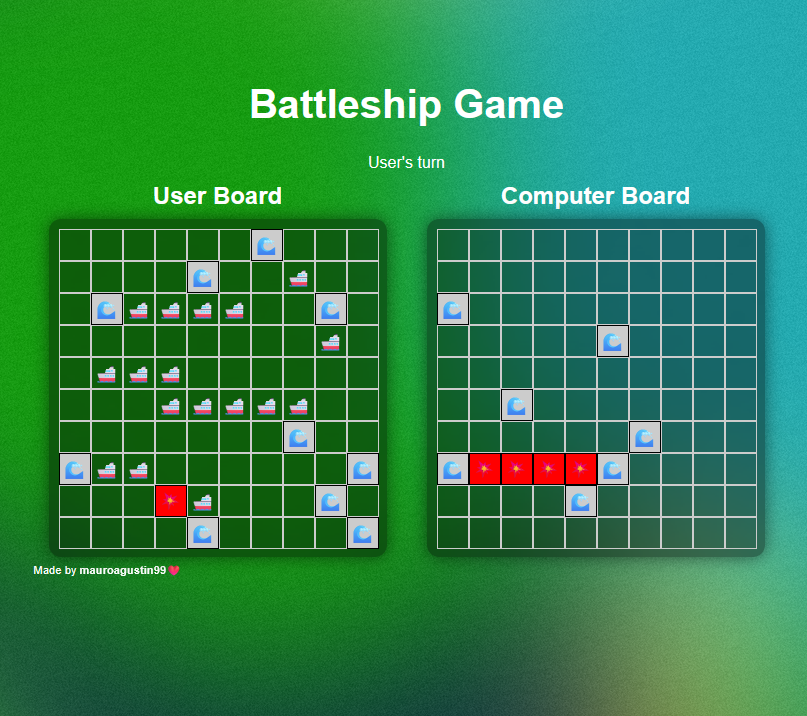 Battleship Game
User's turn
User Board
Computer Board
Made by mauroagustin99💗